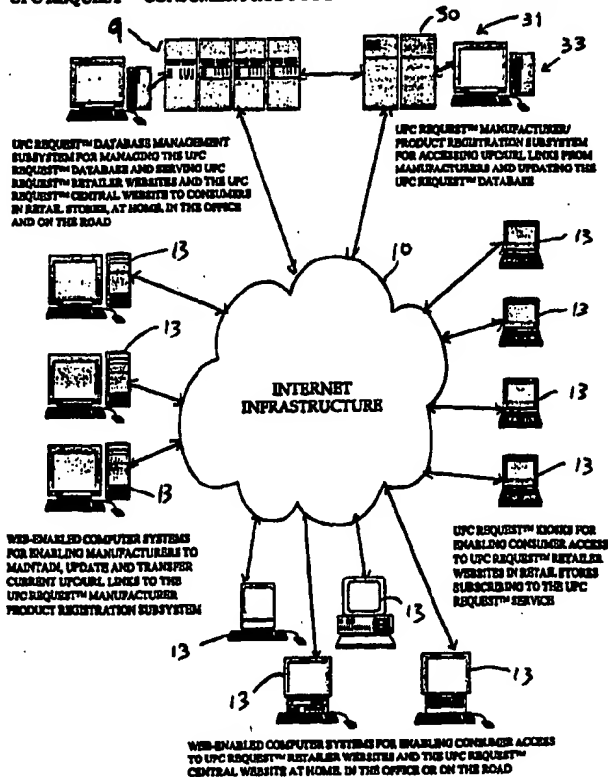 UPC REQUEST™
9
30
31
33
UPC REQUEST™ DATABASE MANAGEMENT
SUBSYSTEM FOR MANAGING THE UPC
REQUEST™ DATABASE AND SERVING UPC
REQUEST™ RETAILER WEBSITES AND THE UPC
REQUEST™ CENTRAL WEBSITE TO CONSUMERS
IN RETAIL STORES, AT HOME, IN THE OFFICE
AND ON THE ROAD
UPC REQUEST™ MANUFACTURER/
PRODUCT REGISTRATION SUBSYSTEM
FOR ACCESSING UPC/URL LINKS FROM
MANUFACTURERS AND UPDATING THE
UPC REQUEST™ DATABASE
13
10
13
13
13
13
13
13
INTERNET
INFRASTRUCTURE
WEB-ENABLED COMPUTER SYSTEMS
FOR ENABLING MANUFACTURERS TO
MAINTAIN, UPDATE AND TRANSFER
CURRENT UPC/URL LINKS TO THE
UPC REQUEST™ MANUFACTURER
PRODUCT REGISTRATION SUBSYSTEM
UPC REQUEST™ KIOSKS FOR
ENABLING CONSUMER ACCESS
TO UPC REQUEST™ RETAILER
WEBSITES IN RETAIL STORES
SUBSCRIBING TO THE UPC
REQUEST™ SERVICE
13
13
13
13
WEB-ENABLED COMPUTER SYSTEMS FOR ENABLING CONSUMER ACCESS
TO UPC REQUEST™ RETAILER WEBSITES AND THE UPC REQUEST™
CENTRAL WEBSITE AT HOME, IN THE OFFICE OR ON THE ROAD